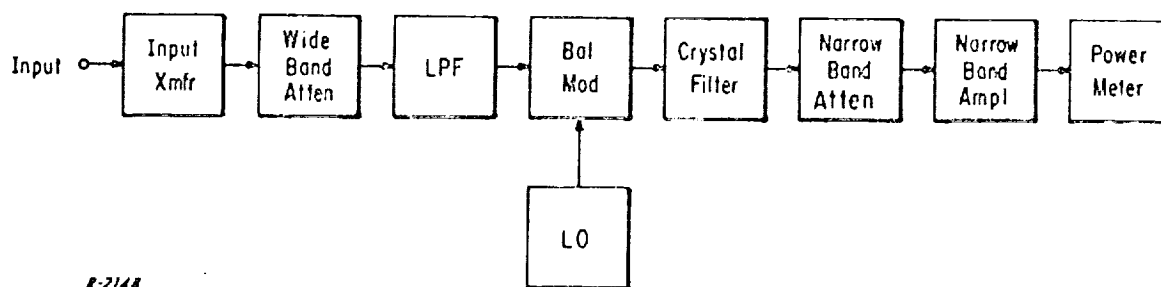 Input
Input
Xmfr
Wide
Band
Atten
LPF
Bal
Mod
Crystal
Filter
Narrow
Band
Atten
Narrow
Band
Ampl
Power
Meter
LO
R-2148